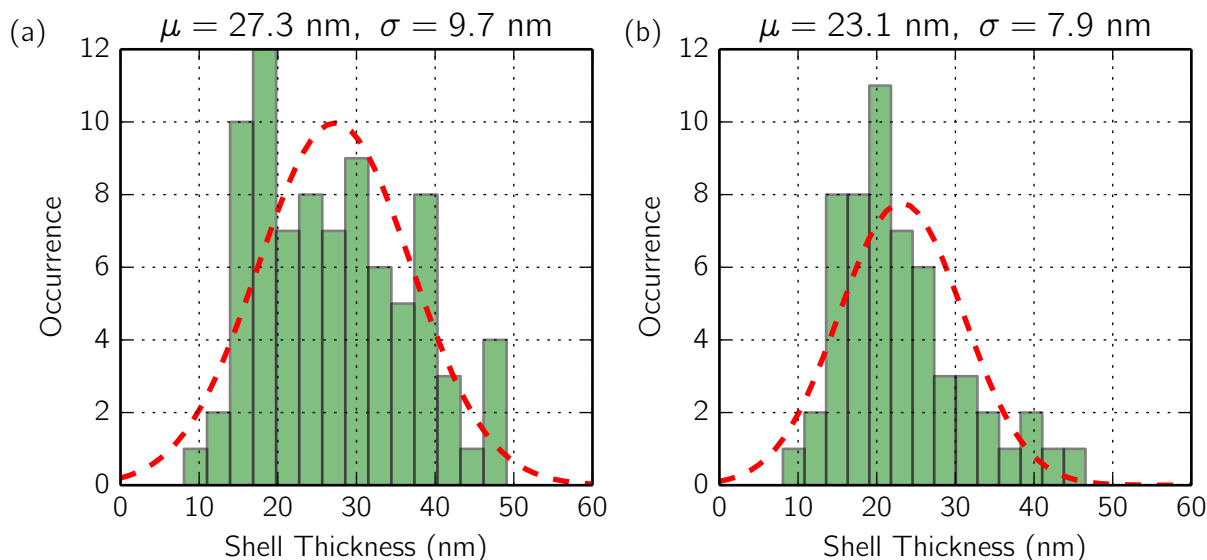 (a)
μ = 27.3 nm, σ = 9.7 nm
12
10
8
6
4
2
0
Occurrence
0 10 20 30 40 50 60
Shell Thickness (nm)
(b)
μ = 23.1 nm, σ = 7.9 nm
12
10
8
6
4
2
0
Occurrence
0 10 20 30 40 50 60
Shell Thickness (nm)